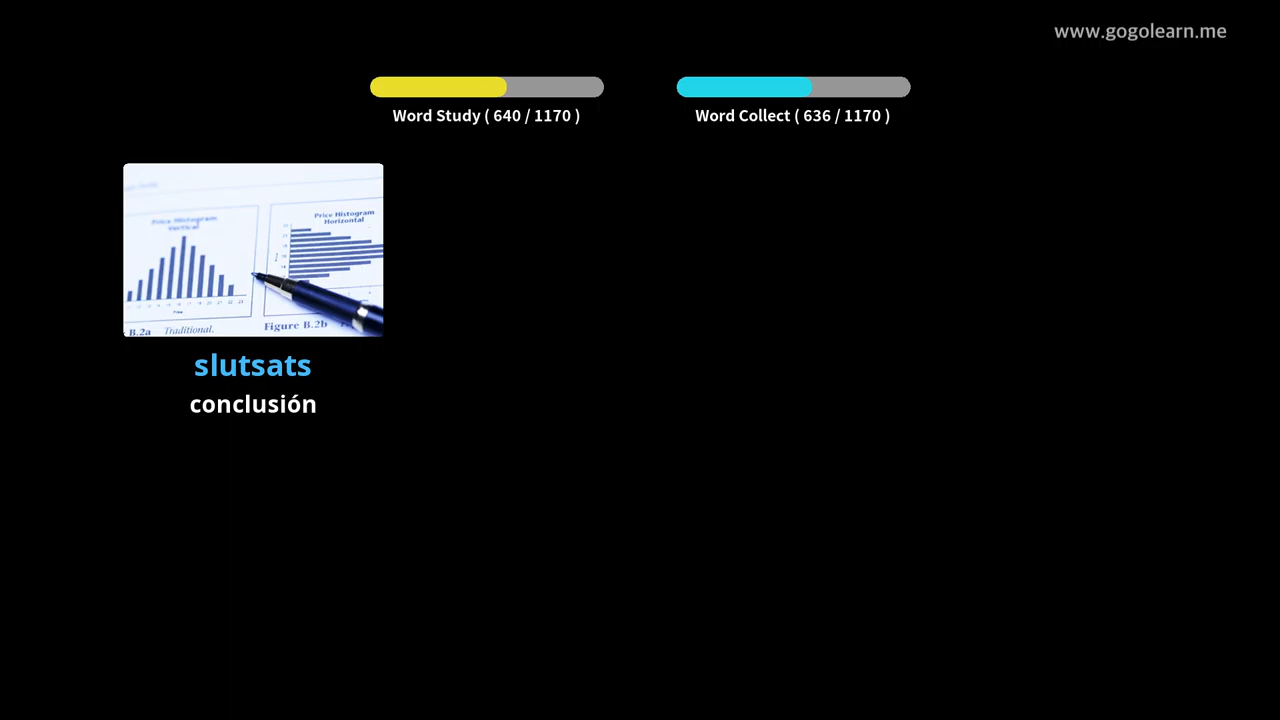 www.gogolearn.me
Word Study ( 640 / 1170 )
Word Collect ( 636 / 1170 )
Price Histogram
Vertical
Price Histogram
Horizontal
B.2a Traditional.
Figure B.2b
slutsats
conclusión